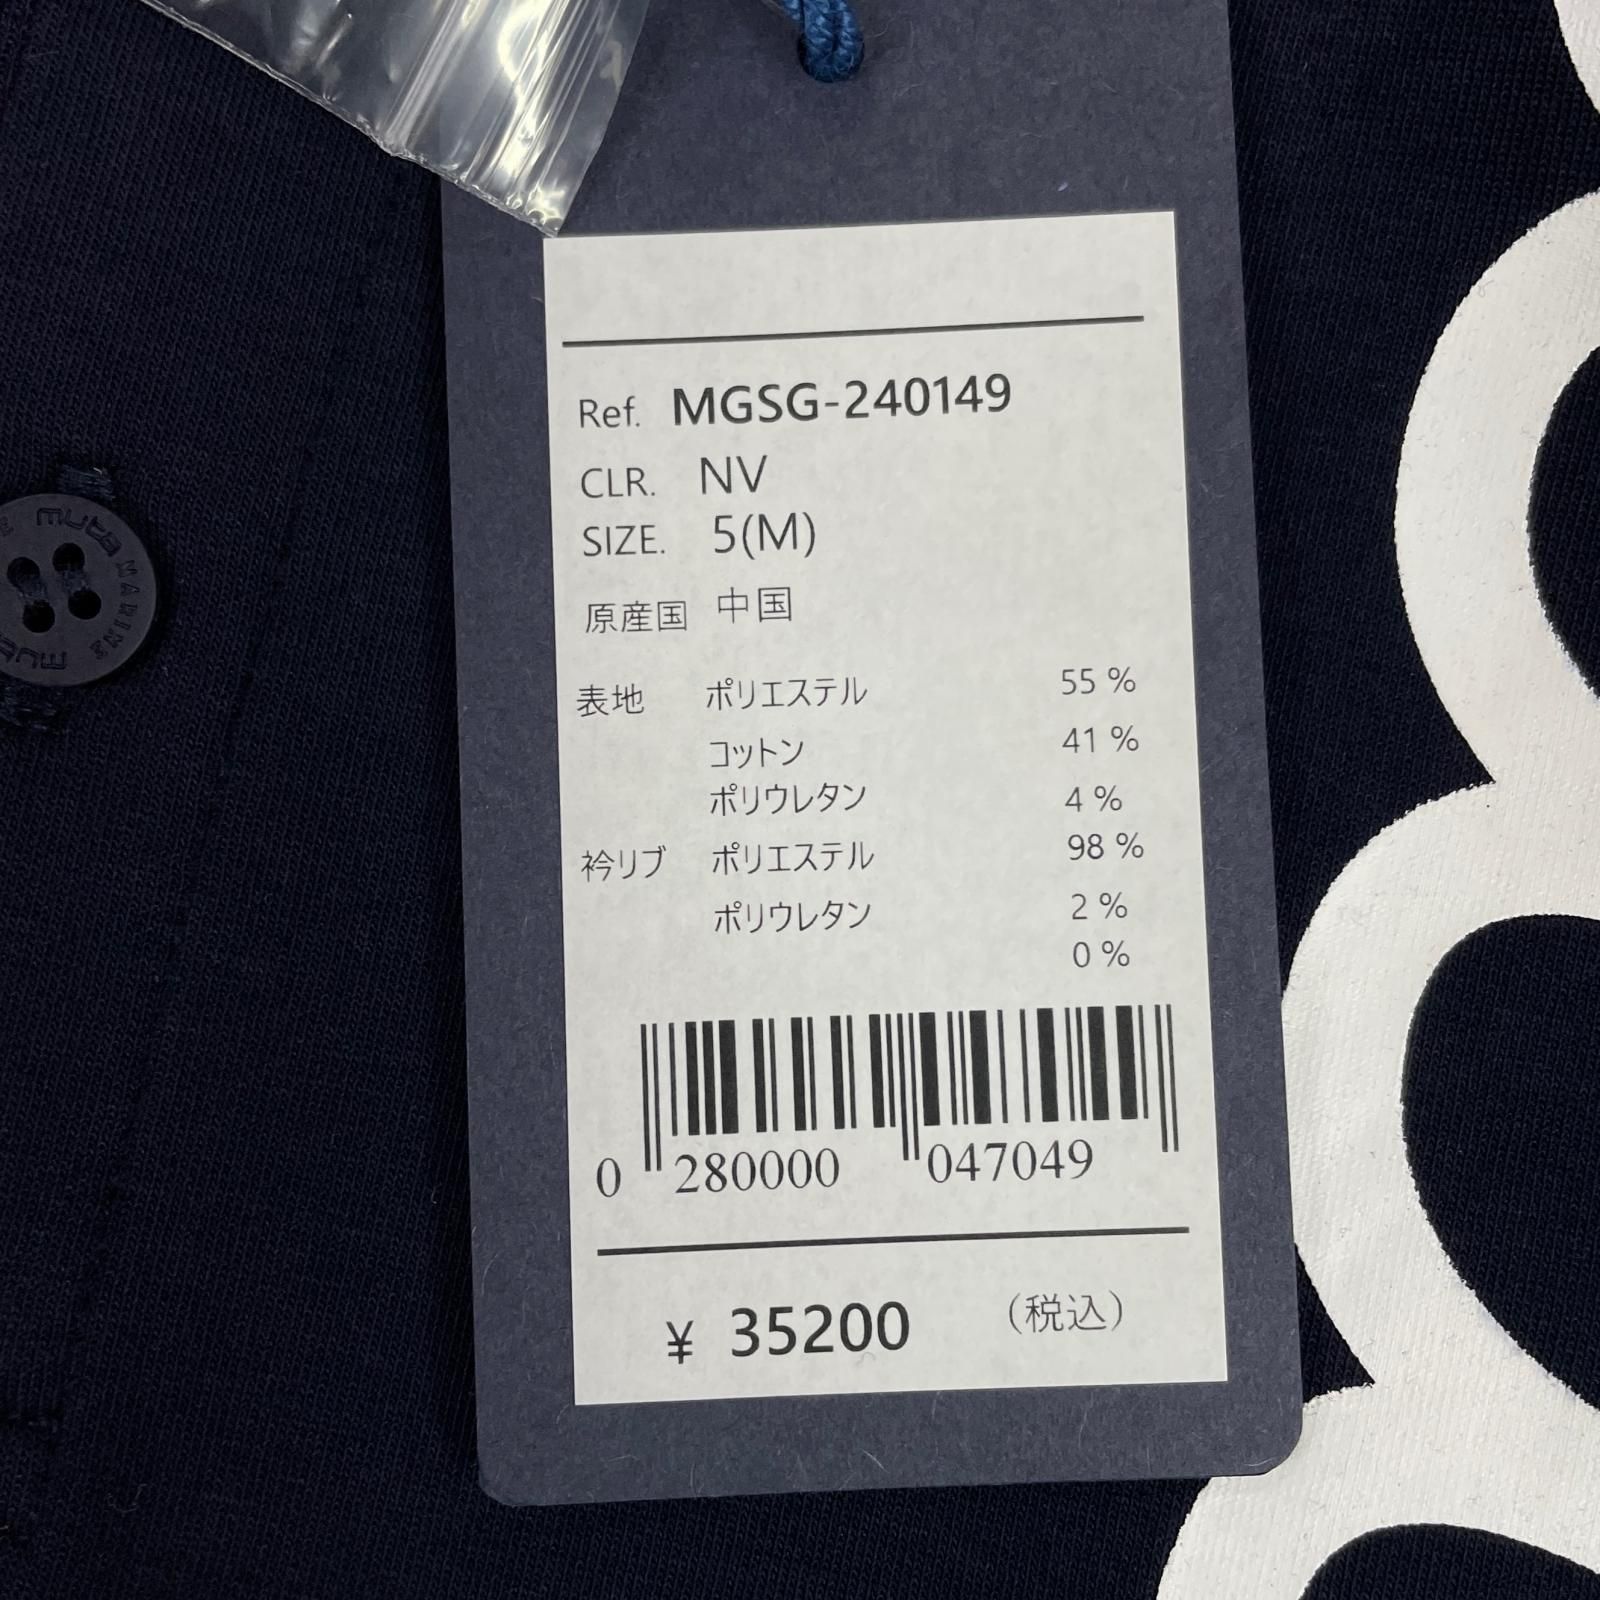 Ref. MGSG-240149
CLR. NV
SIZE. 5(M)
原産国 中国
表地 ポリエステル 55 %
コットン 41 %
ポリウレタン 4 %
衿リブ ポリエステル 98 %
ポリウレタン 2 %
0 %
0 280000 047049
¥ 35200 (税込)
MARINE